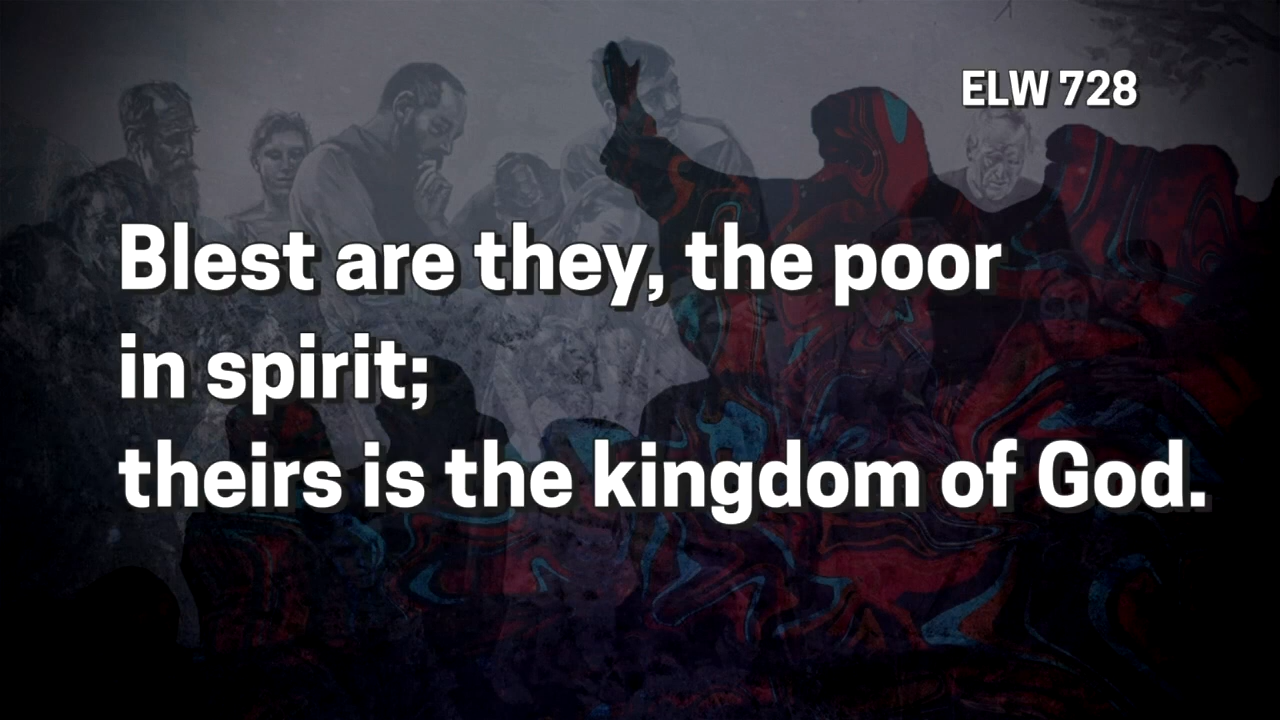 ELW 728
Blest are they, the poor
in spirit;
theirs is the kingdom of God.